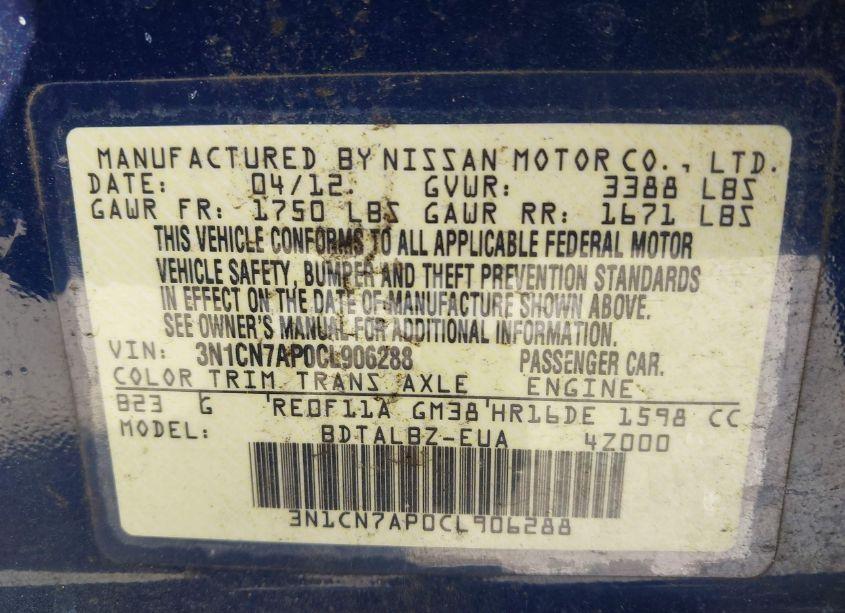 MANUFACTURED BY NISSAN MOTOR CO., LTD.
DATE: 04/12 GVWR: 3388 LBS
GAWR FR: 1750 LBS GAWR RR: 1671 LBS
THIS VEHICLE CONFORMS TO ALL APPLICABLE FEDERAL MOTOR
VEHICLE SAFETY, BUMPER AND THEFT PREVENTION STANDARDS
IN EFFECT ON THE DATE OF MANUFACTURE SHOWN ABOVE.
SEE OWNER'S MANUAL FOR ADDITIONAL INFORMATION.
VIN: 3N1CN7AP0CL906288 PASSENGER CAR.
COLOR TRIM TRANS AXLE ENGINE
B23 G RE0F11A GM38 HR16DE 1598 CC
MODEL: BDTALBZ-EUA 4Z000
3N1CN7AP0CL906288